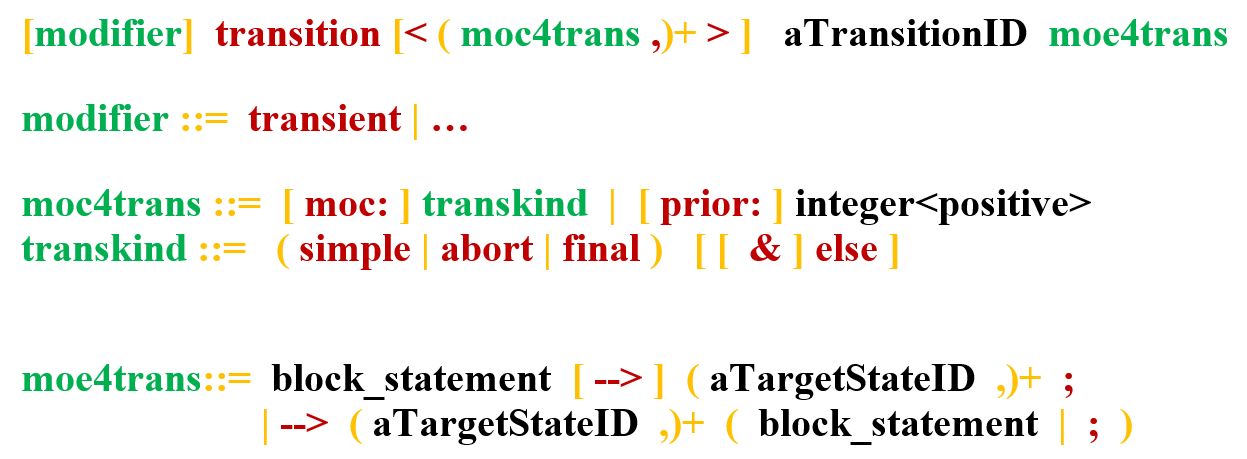 [modifier] transition [< ( moc4trans ,)+ > ] aTransitionID moe4trans
modifier ::= transient | …
moc4trans ::= [ moc: ] transkind | [ prior: ] integer<positive>
transkind ::= ( simple | abort | final ) [ [ & ] else ]
moe4trans::= block_statement [ --> ] ( aTargetStateID ,)+ ;
| --> ( aTargetStateID ,)+ ( block_statement | ; )